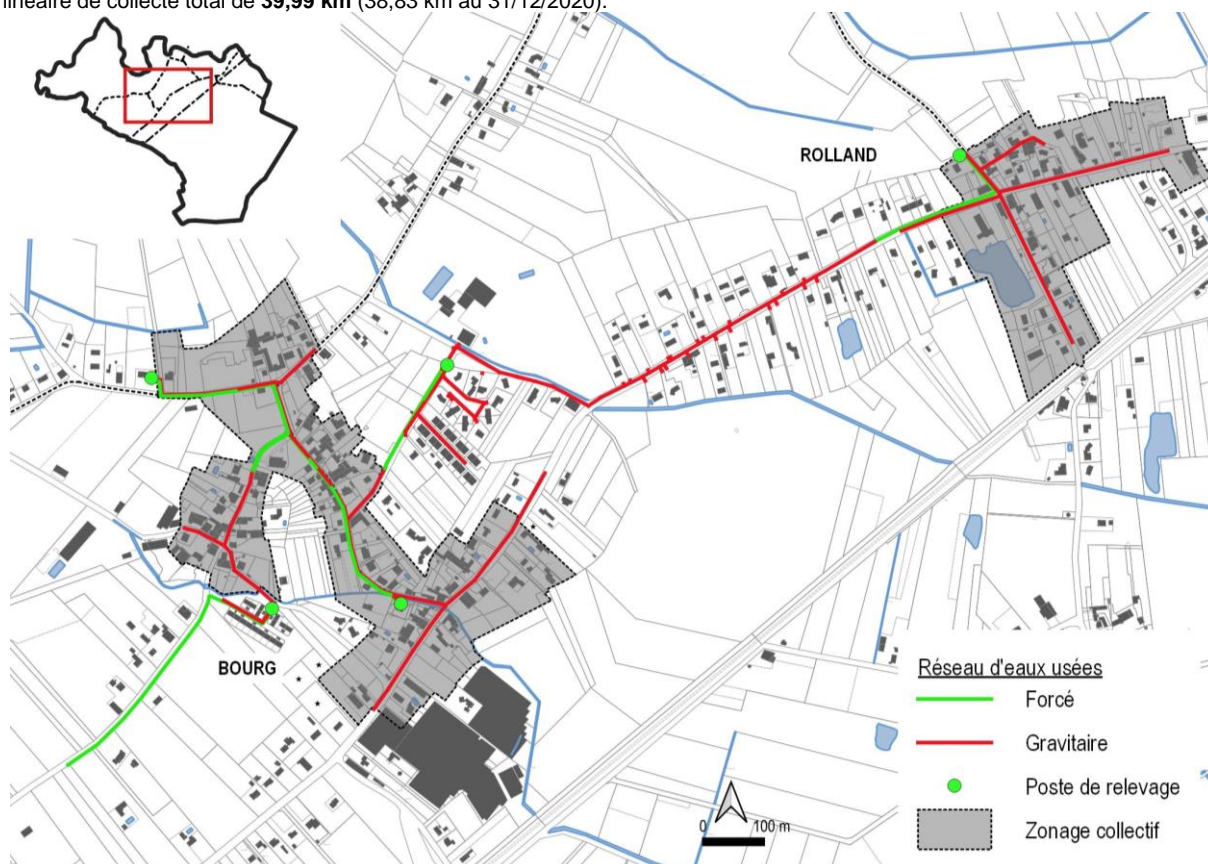 linéaire de collecte total de 39,99 km (38,83 km au 31/12/2020).
ROLLAND
BOURG
Réseau d'eaux usées
Forcé
Gravitaire
Poste de relevage
Zonage collectif
0 100 m